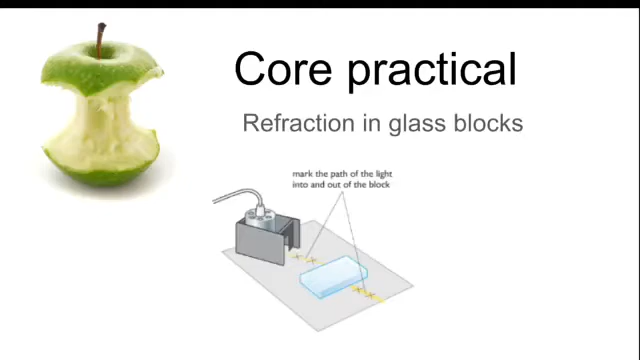 Core practical
Refraction in glass blocks
mark the path of the light
into and out of the block